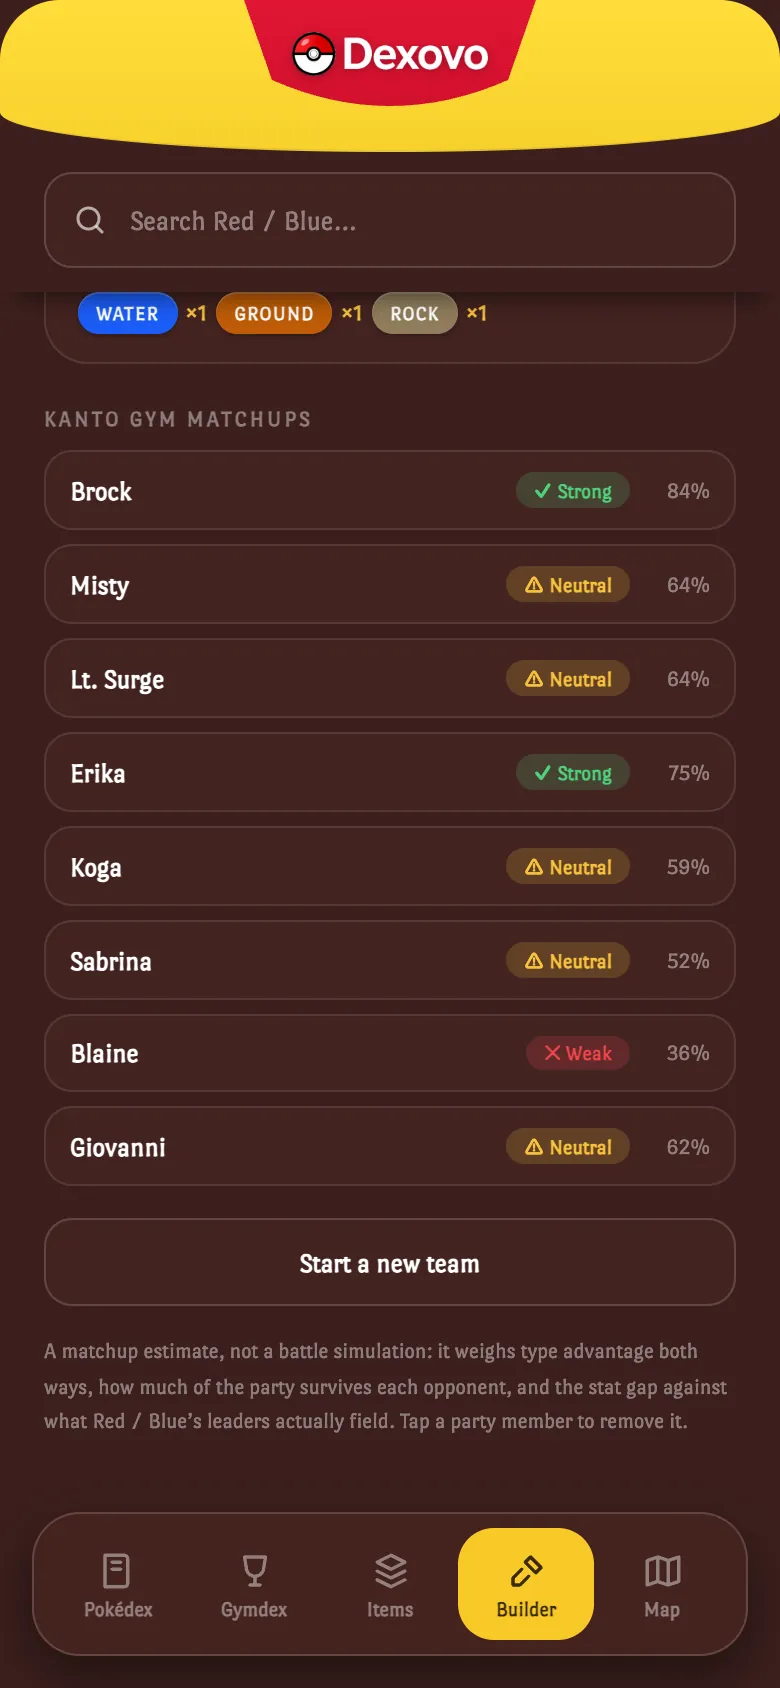 Dexovo
Search Red / Blue...
WATER ×1 GROUND ×1 ROCK ×1
KANTO GYM MATCHUPS
Brock Strong 84%
Misty Neutral 64%
Lt. Surge Neutral 64%
Erika Strong 75%
Koga Neutral 59%
Sabrina Neutral 52%
Blaine Weak 36%
Giovanni Neutral 62%
Start a new team
A matchup estimate, not a battle simulation: it weighs type advantage both
ways, how much of the party survives each opponent, and the stat gap against
what Red / Blue’s leaders actually field. Tap a party member to remove it.
Pokédex Gymdex Items Builder Map